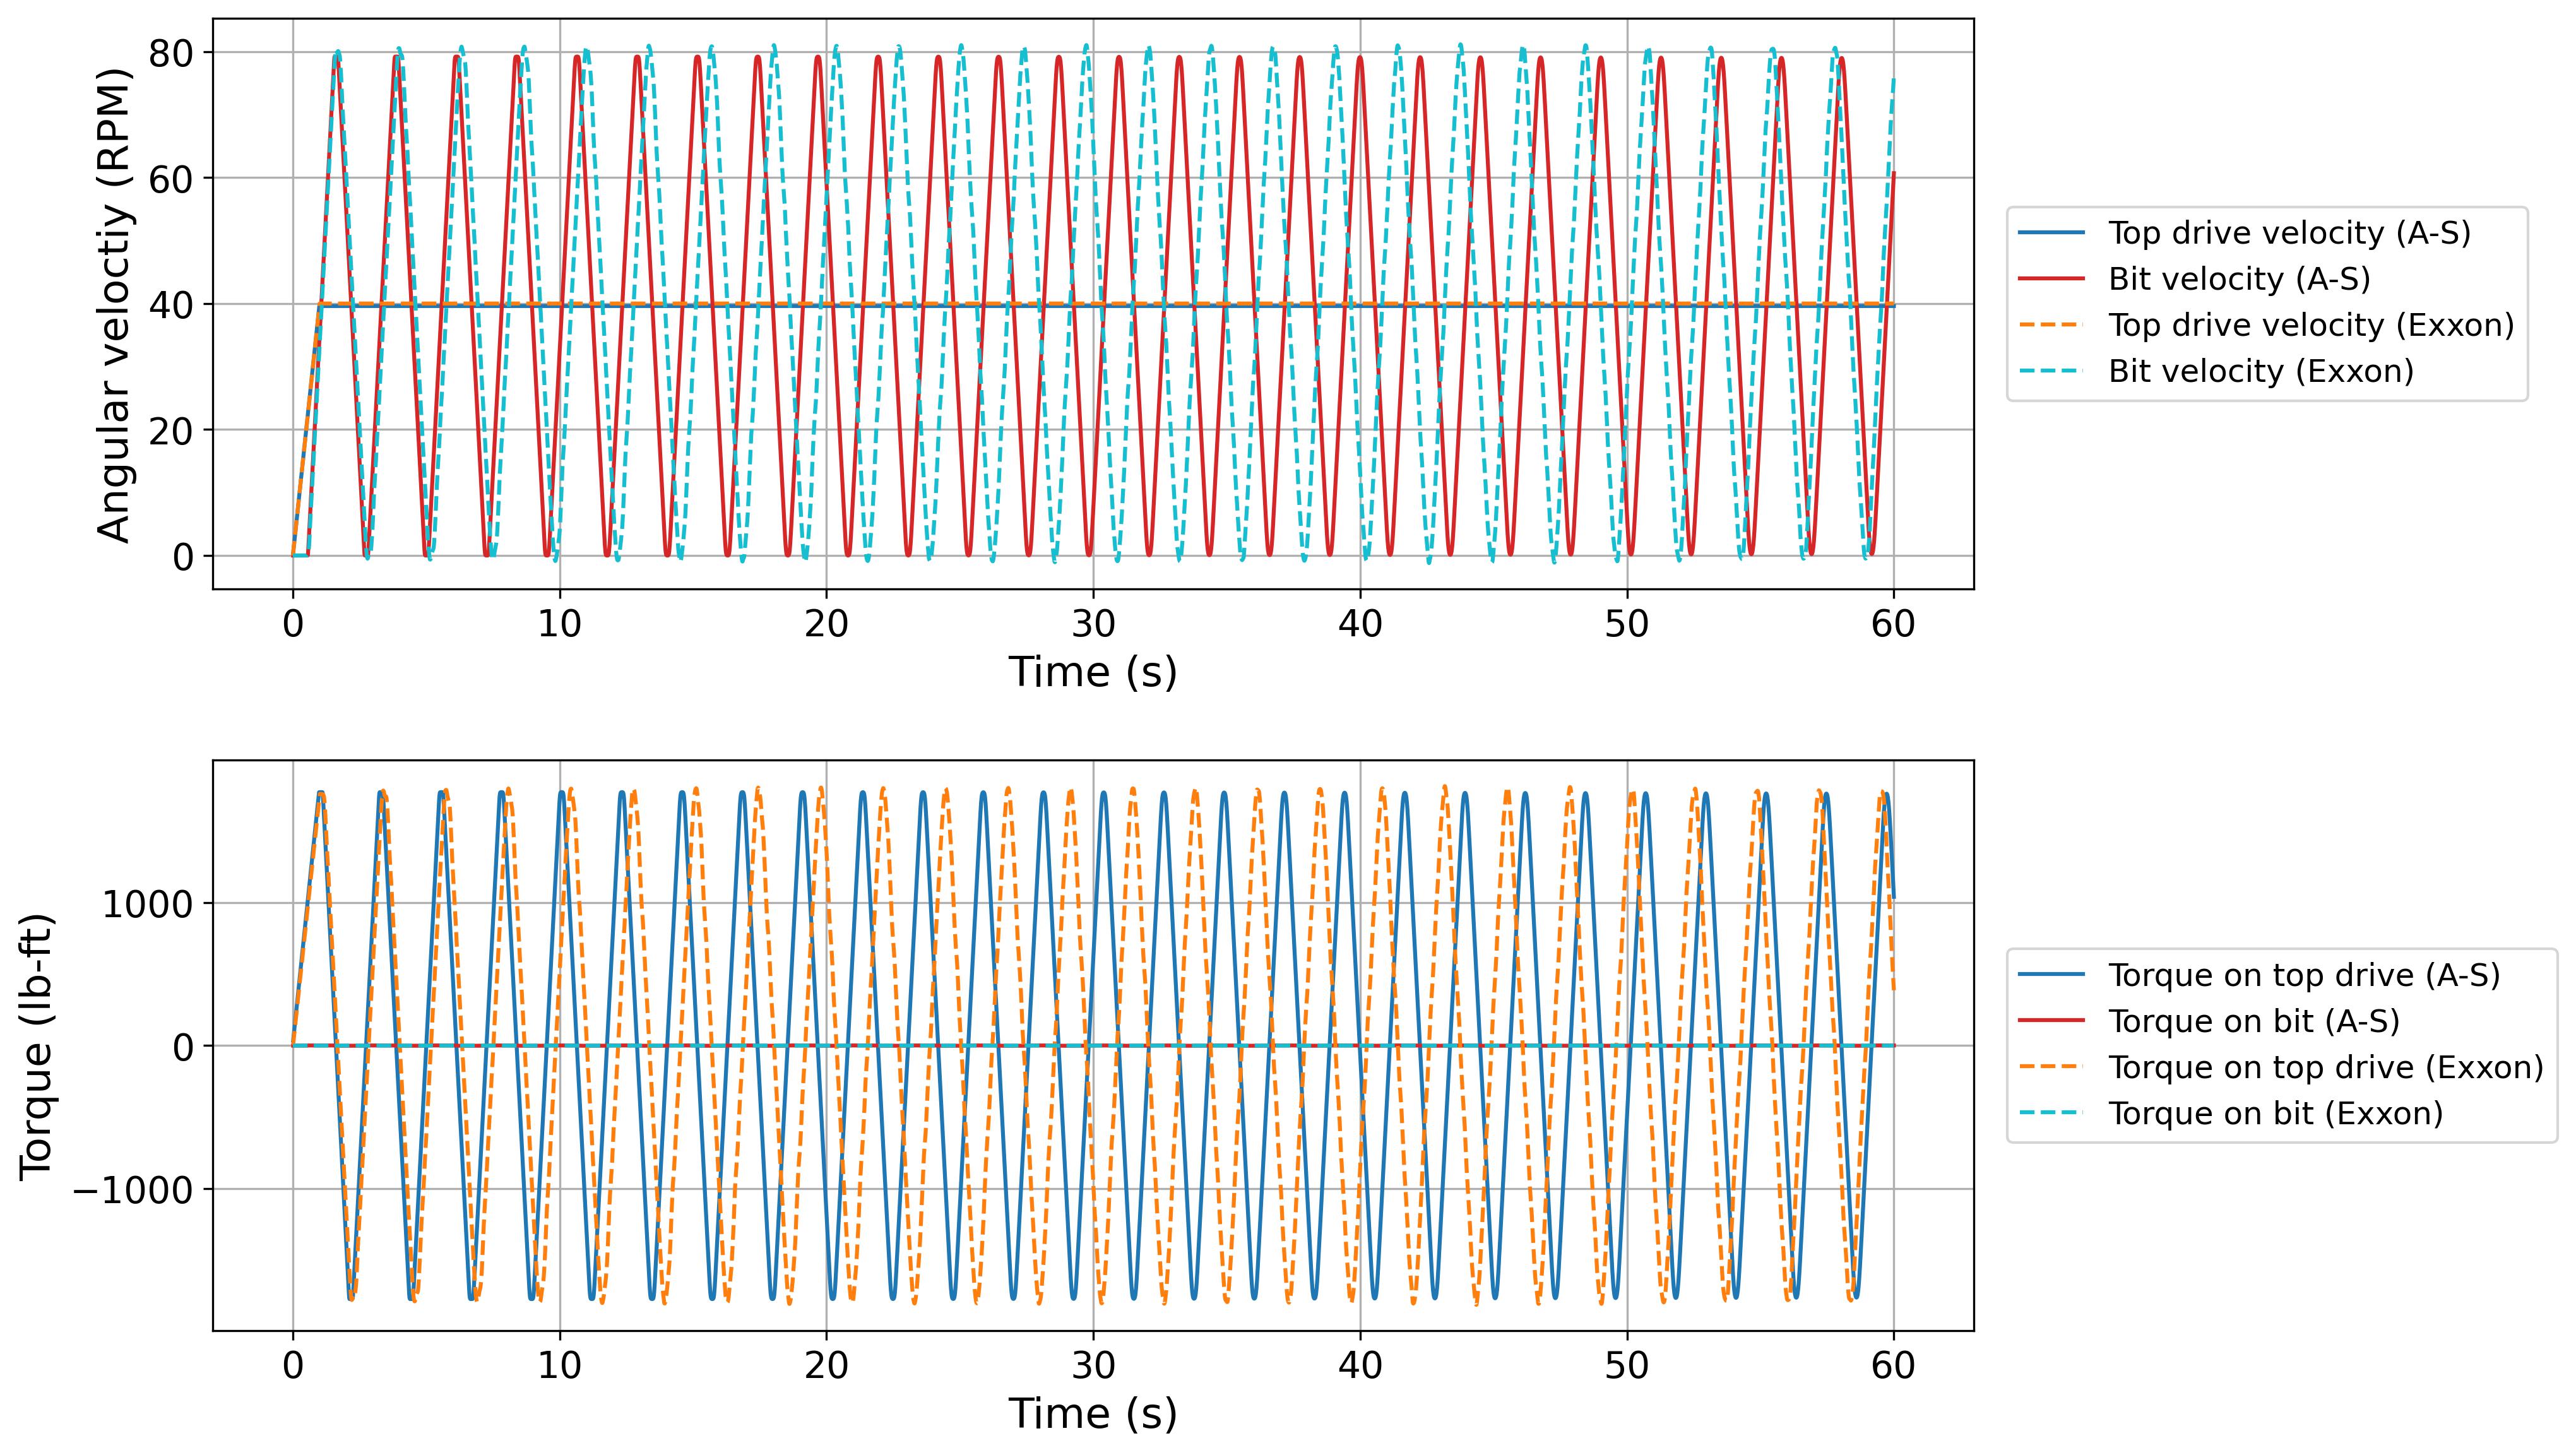 Angular veloctiy (RPM)
80
60
40
20
0
0 10 20 30 40 50 60
Time (s)
Top drive velocity (A-S)
Bit velocity (A-S)
Top drive velocity (Exxon)
Bit velocity (Exxon)
Torque (lb-ft)
1000
0
−1000
0 10 20 30 40 50 60
Time (s)
Torque on top drive (A-S)
Torque on bit (A-S)
Torque on top drive (Exxon)
Torque on bit (Exxon)